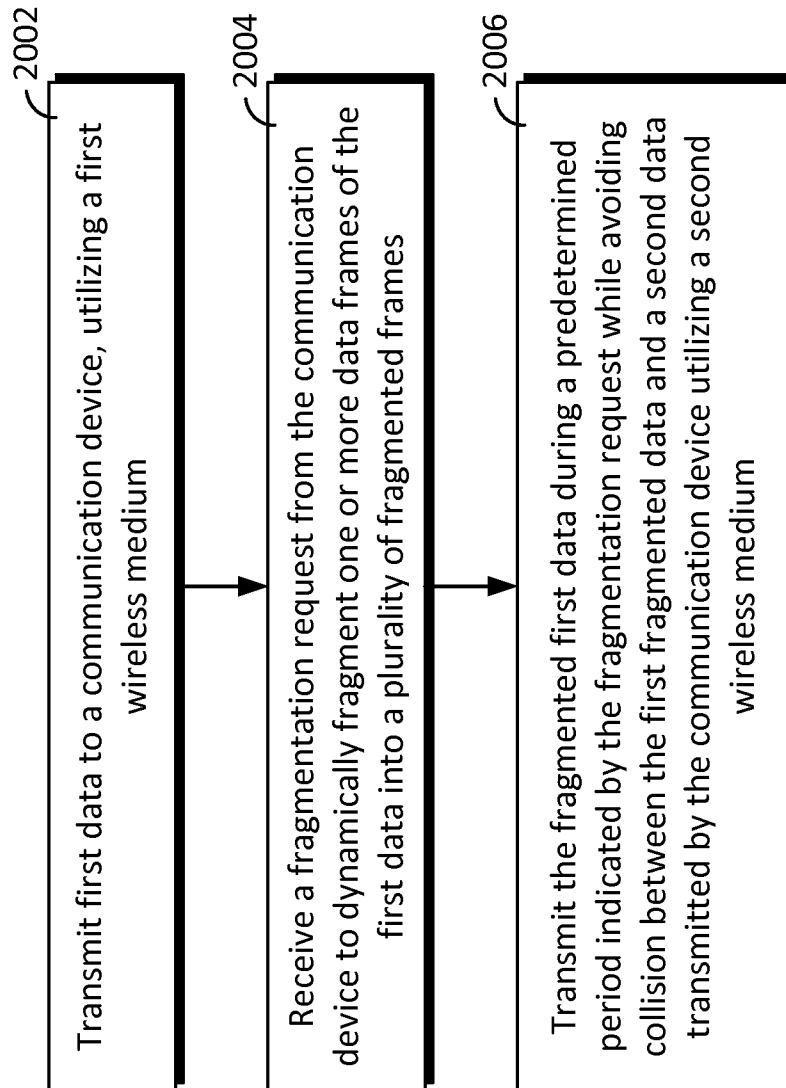 2002
Transmit first data to a communication device, utilizing a first
wireless medium
2004
Receive a fragmentation request from the communication
device to dynamically fragment one or more data frames of the
first data into a plurality of fragmented frames
2006
Transmit the fragmented first data during a predetermined
period indicated by the fragmentation request while avoiding
collision between the first fragmented data and a second data
transmitted by the communication device utilizing a second
wireless medium